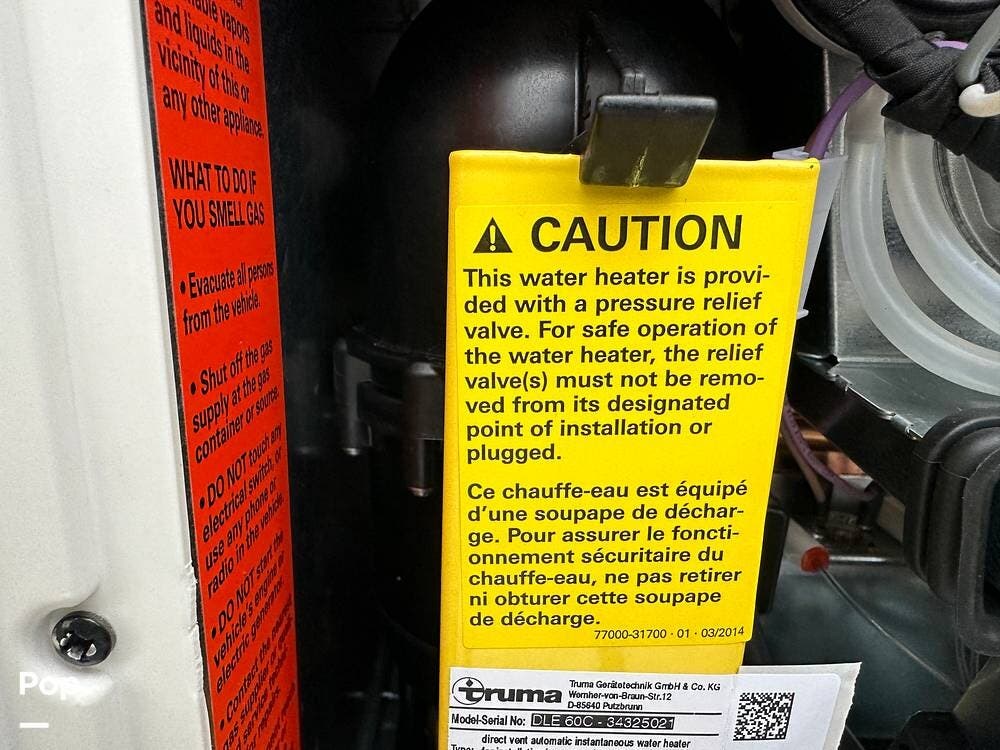 and liquids in the
vicinity of this or
any other appliance.
WHAT TO DO IF
YOU SMELL GAS
• Evacuate all persons
from the vehicle.
• Shut off the gas
supply at the gas
container or source.
• DO NOT touch any
electrical switch, or
use any phone or
radio in the vehicle.
• DO NOT start the
vehicle's engine or
electric generator.
• Contact the
⚠ CAUTION
This water heater is provi-
ded with a pressure relief
valve. For safe operation of
the water heater, the relief
valve(s) must not be remo-
ved from its designated
point of installation or
plugged.
Ce chauffe-eau est équipé
d'une soupape de déchar-
ge. Pour assurer le foncti-
onnement sécuritaire du
chauffe-eau, ne pas retirer
ni obturer cette soupape
de décharge.
77000-31700 · 01 · 03/2014
truma
Truma Gerätetechnik GmbH & Co. KG
Wernher-von-Braun-Str.12
D-85640 Putzbrunn
Model-Serial No: DLE 60C - 34325021
direct vent automatic instantaneous water heater
Type:
Pop